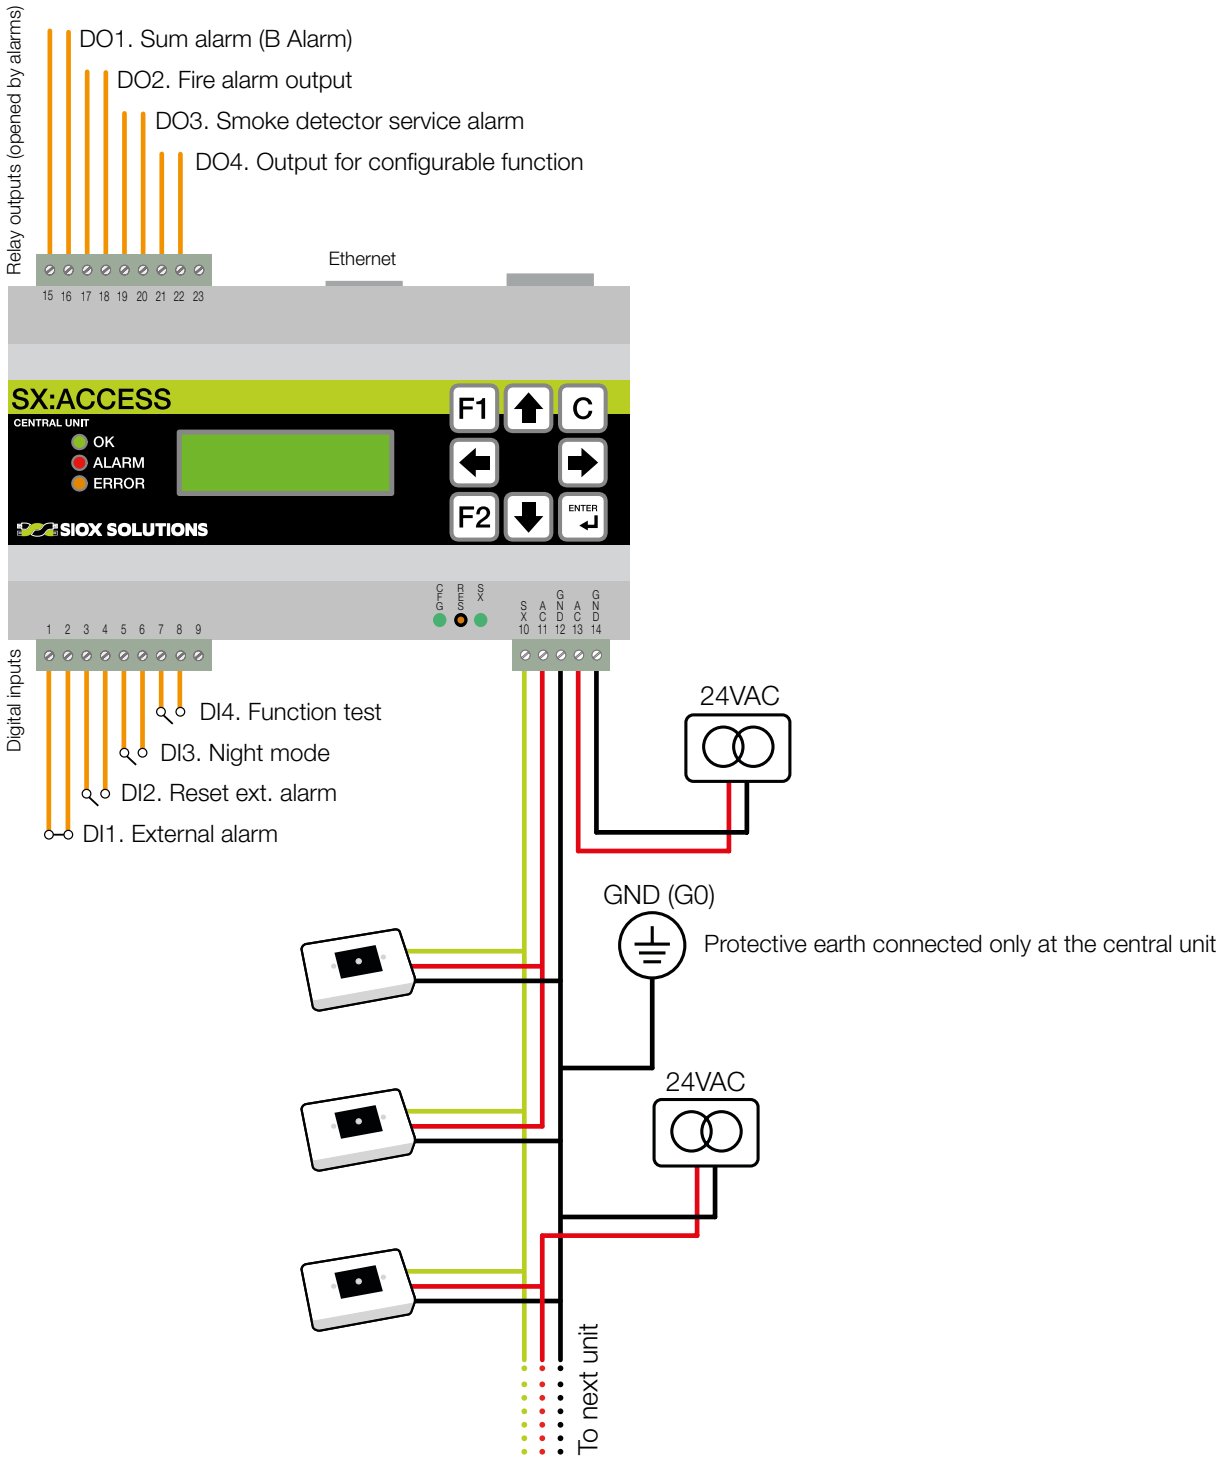 Relay outputs (opened by alarms)
DO1. Sum alarm (B Alarm)
DO2. Fire alarm output
DO3. Smoke detector service alarm
DO4. Output for configurable function
Ethernet
15 16 17 18 19 20 21 22 23
SX:ACCESS
CENTRAL UNIT
OK
ALARM
ERROR
SIOX SOLUTIONS
F1
C
F2
ENTER
CFG
RES
SX
SX
AC
GND
AC
GND
1 2 3 4 5 6 7 8 9
10 11 12 13 14
Digital inputs
DI4. Function test
DI3. Night mode
DI2. Reset ext. alarm
DI1. External alarm
24VAC
GND (G0)
Protective earth connected only at the central unit
24VAC
To next unit